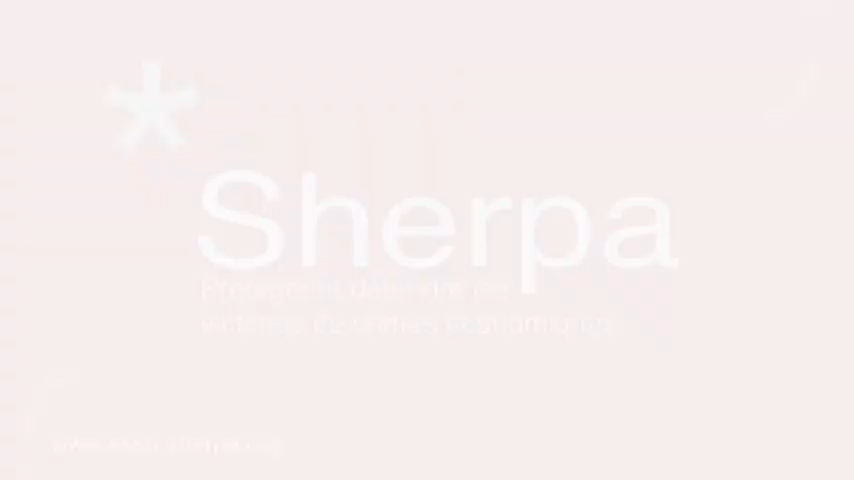 Sherpa
Protéger et défendre les
victimes de crimes économiques